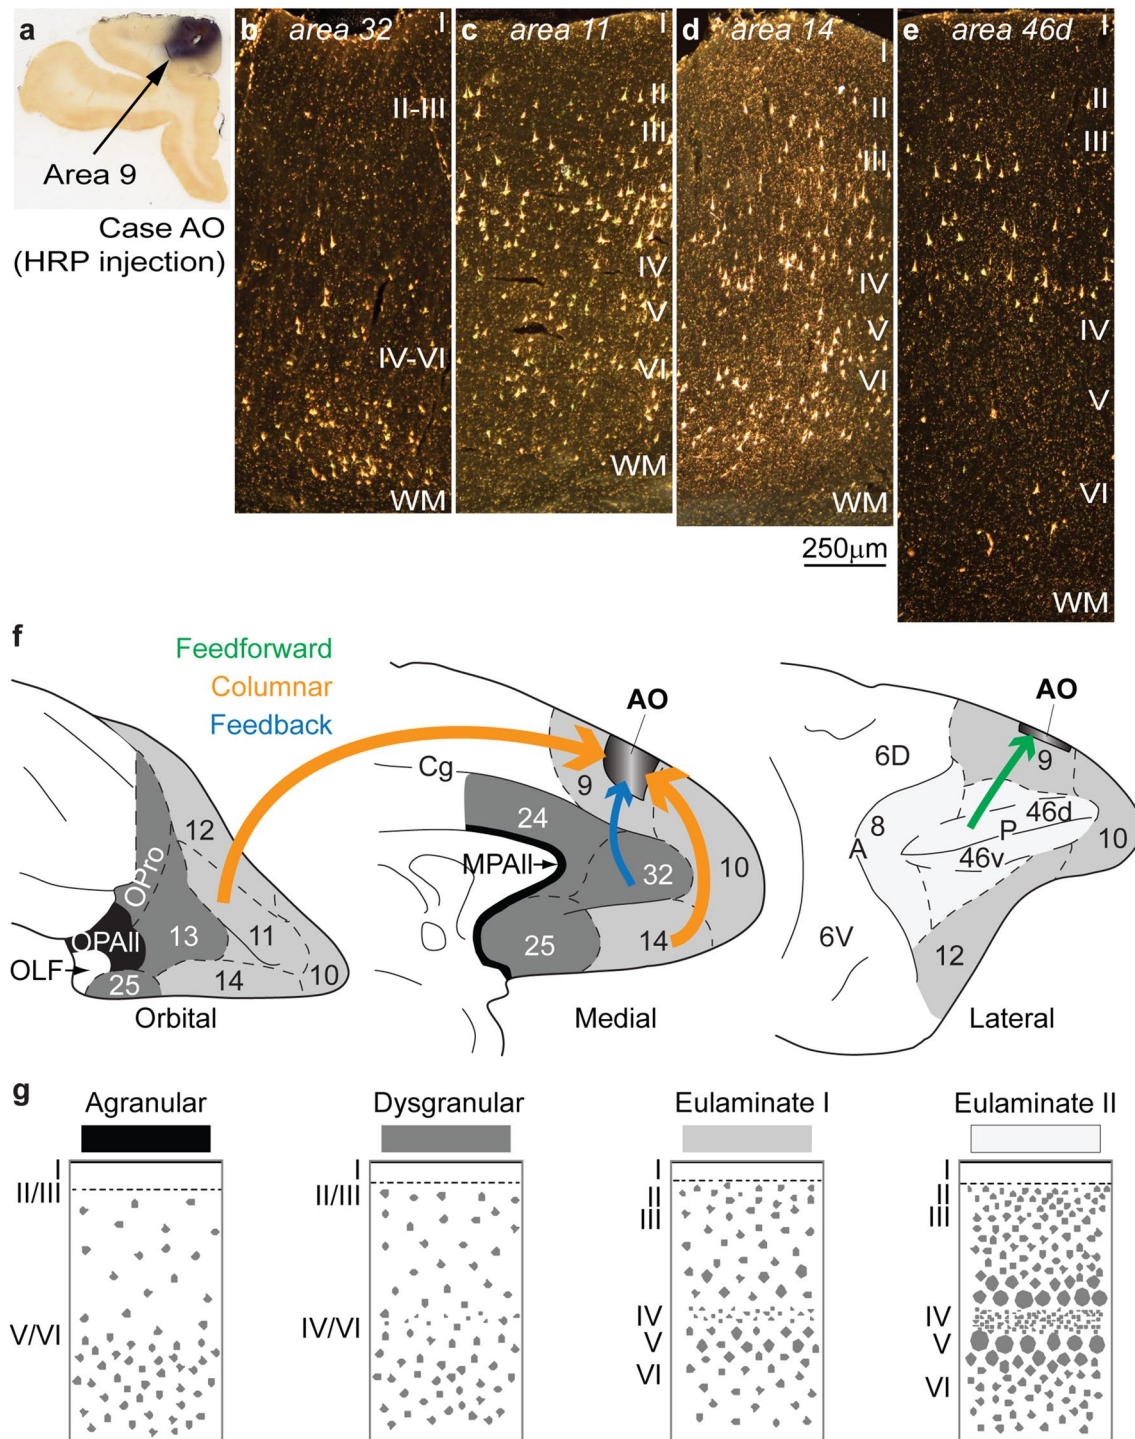 a
Area 9
Case AO
(HRP injection)
b area 32
I
II-III
IV-VI
WM
c area 11
I
II
III
IV
V
VI
WM
d area 14
I
II
III
IV
V
VI
WM
250μm
e area 46d
I
II
III
IV
V
VI
WM
f
Feedforward
Columnar
Feedback
12
OPro
OPAll
13
11
OLF
25
14
10
Orbital
AO
Cg
9
24
MPAll
32
10
25
14
Medial
AO
6D
9
8
46d
P
A
46v
10
6V
12
Lateral
g
Agranular
I
II/III
V/VI
Dysgranular
II/III
IV/VI
Eulaminate I
I
II
III
IV
V
VI
Eulaminate II
I
II
III
IV
V
VI